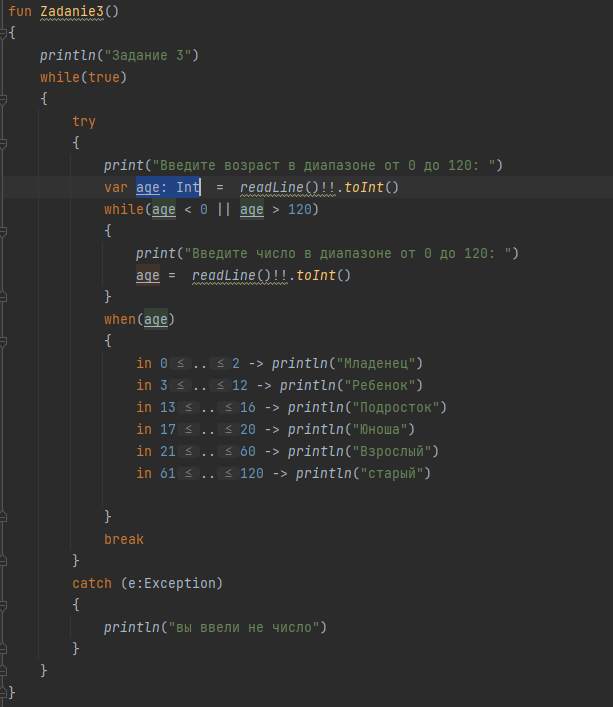 fun Zadanie3()
{
    println("Задание 3")
    while(true)
    {
        try
        {
            print("Введите возраст в диапазоне от 0 до 120: ")
            var age: Int  =  readLine()!!.toInt()
            while(age < 0 || age > 120)
            {
                print("Введите число в диапазоне от 0 до 120: ")
                age =  readLine()!!.toInt()
            }
            when(age)
            {
                in 0 ≤ .. ≤ 2 -> println("Младенец")
                in 3 ≤ .. ≤ 12 -> println("Ребенок")
                in 13 ≤ .. ≤ 16 -> println("Подросток")
                in 17 ≤ .. ≤ 20 -> println("Юноша")
                in 21 ≤ .. ≤ 60 -> println("Взрослый")
                in 61 ≤ .. ≤ 120 -> println("старый")
            }
            break
        }
        catch (e:Exception)
        {
            println("вы ввели не число")
        }
    }
}